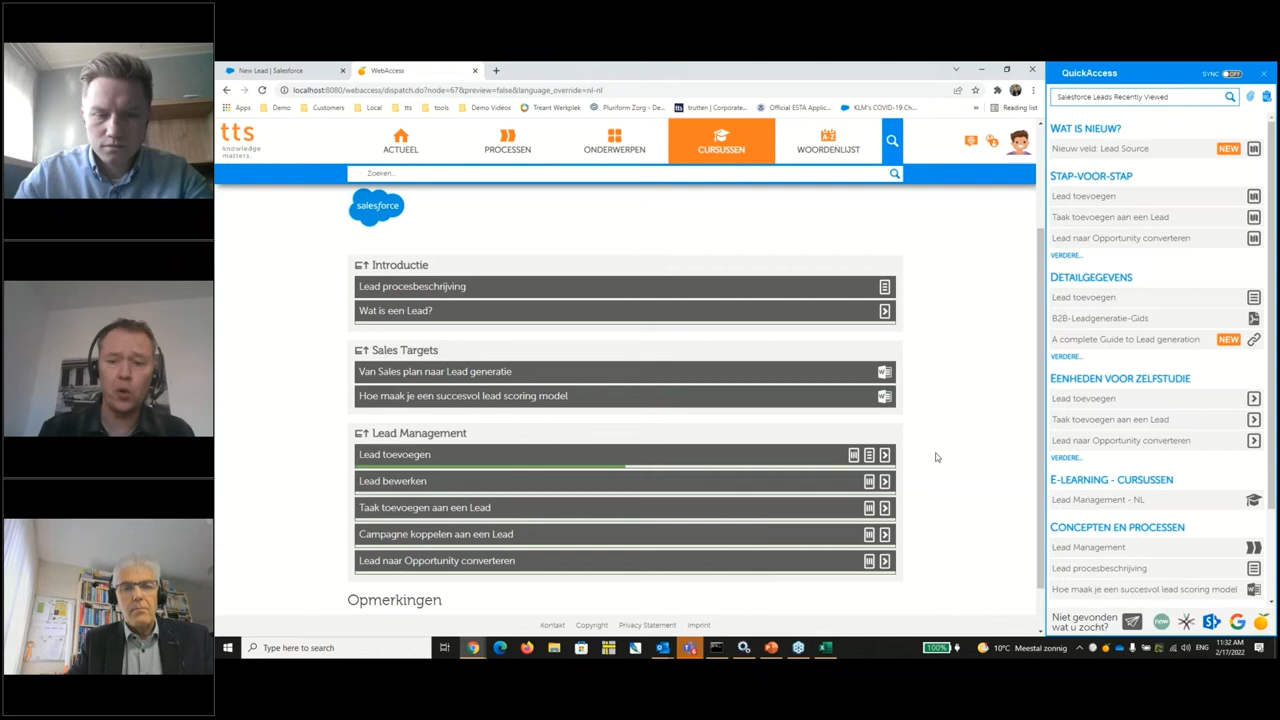 New Lead | Salesforce
WebAccess
localhost:8080/webaccess/dispatch.do?node=67&preview=false&language_override=nl-nl
Apps
Demo
Customers
Local
tts
tools
Demo Videos
Treant Werkplek
Pluriform Zorg - De...
trutten | Corporate...
Official ESTA Applic...
KLM's COVID-19 Ch...
Reading list
tts
knowledge
matters.
ACTUEEL
PROCESSEN
ONDERWERPEN
CURSUSSEN
WOORDENLIJST
Zoeken...
salesforce
Introductie
Lead procesbeschrijving
Wat is een Lead?
Sales Targets
Van Sales plan naar Lead generatie
Hoe maak je een succesvol lead scoring model
Lead Management
Lead toevoegen
Lead bewerken
Taak toevoegen aan een Lead
Campagne koppelen aan een Lead
Lead naar Opportunity converteren
Opmerkingen
Kontakt
Copyright
Privacy Statement
Imprint
QuickAccess
SYNC OFF
Salesforce Leads Recently Viewed
WAT IS NIEUW?
Nieuw veld: Lead Source NEW
STAP-VOOR-STAP
Lead toevoegen
Taak toevoegen aan een Lead
Lead naar Opportunity converteren
VERDERE...
DETAILGEGEVENS
Lead toevoegen
B2B-Leadgeneratie-Gids
A complete Guide to Lead generation NEW
VERDERE...
EENHEDEN VOOR ZELFSTUDIE
Lead toevoegen
Taak toevoegen aan een Lead
Lead naar Opportunity converteren
VERDERE...
E-LEARNING - CURSUSSEN
Lead Management - NL
CONCEPTEN EN PROCESSEN
Lead Management
Lead procesbeschrijving
Hoe maak je een succesvol lead scoring model
Niet gevonden
wat u zocht?
now
Type here to search
100%
10°C Meestal zonnig
ENG
11:32 AM
2/17/2022